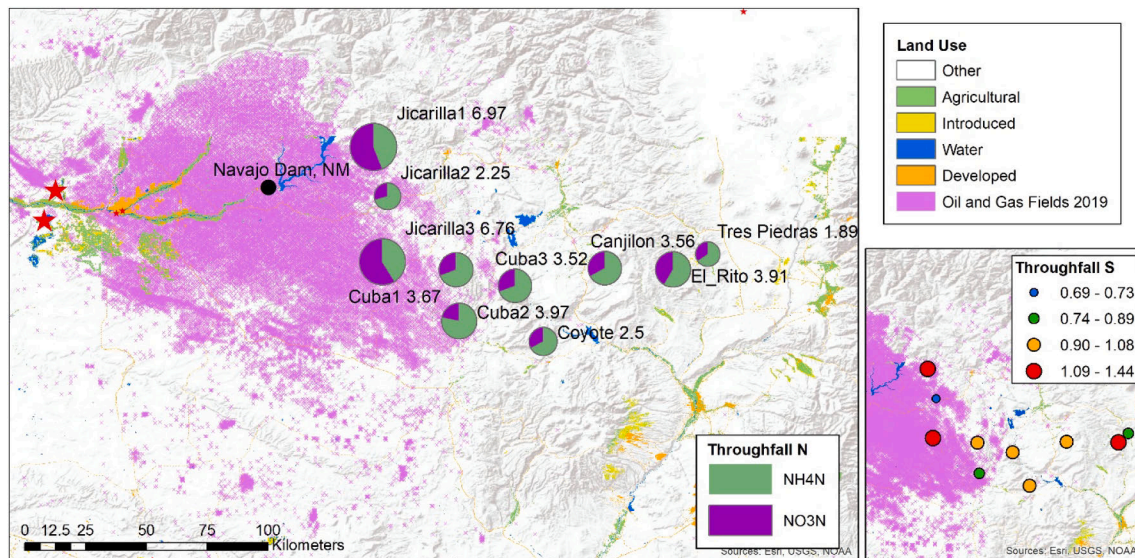 Jicarilla1 6.97
Navajo Dam, NM
Jicarilla2 2.25
Jicarilla3 6.76
Cuba3 3.52
Canjilon 3.56
Tres Piedras 1.89
El_Rito 3.91
Cuba1 3.67
Cuba2 3.97
Coyote 2.5
0 12.5 25 50 75 100
Kilometers
Throughfall N
NH4N
NO3N
Sources: Esri, USGS, NOAA
Land Use
Other
Agricultural
Introduced
Water
Developed
Oil and Gas Fields 2019
Throughfall S
0.69 - 0.73
0.74 - 0.89
0.90 - 1.08
1.09 - 1.44
Sources: Esri, USGS, NOAA